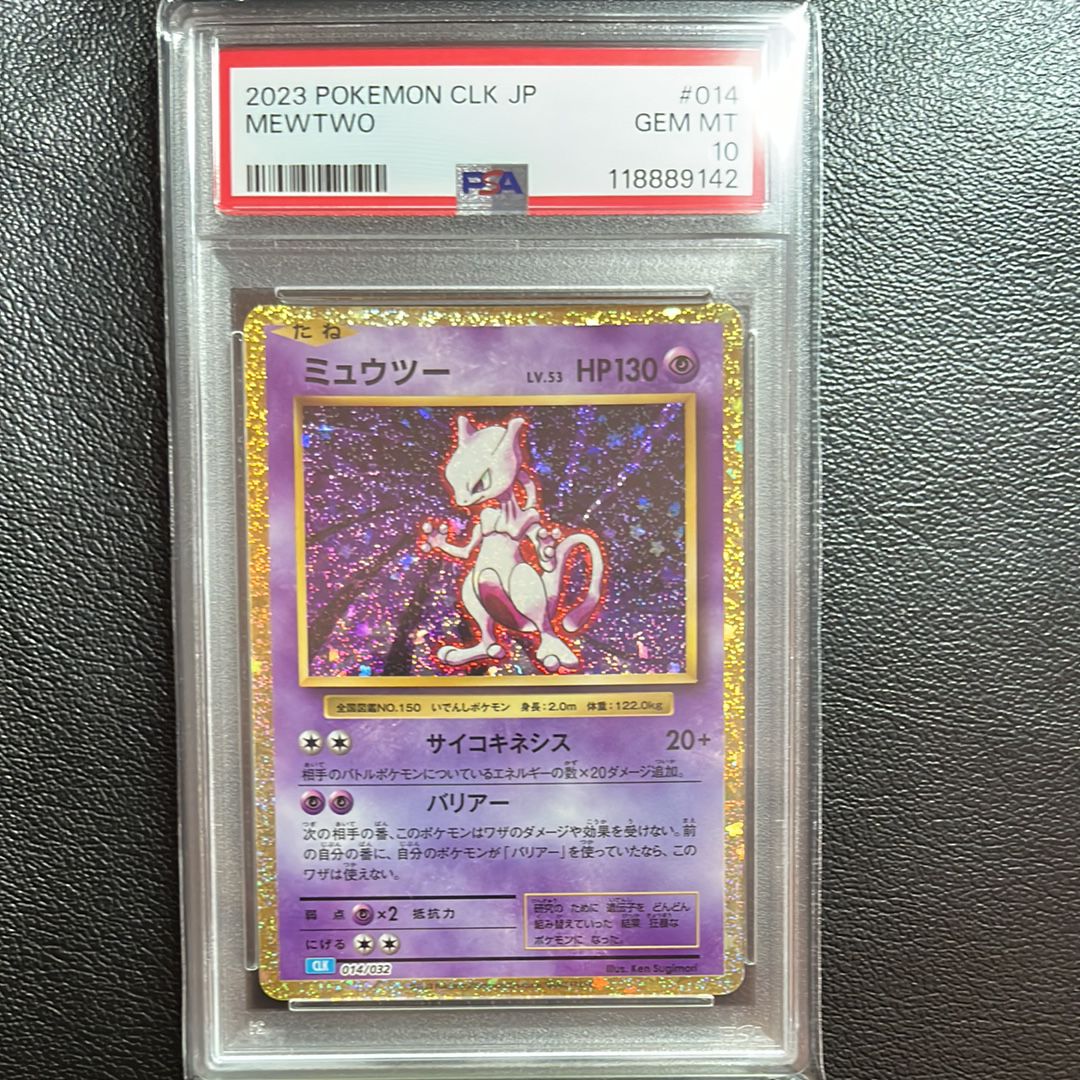 2023 POKEMON CLK JP #014
MEWTWO GEM MT
10
PSA 118889142
たね
ミュウツー LV.53 HP130
全国図鑑NO.150 いでんしポケモン 身長:2.0m 体重:122.0kg
サイコキネシス 20+
相手のバトルポケモンについているエネルギーの数×20ダメージ追加。
バリアー
次の相手の番、このポケモンはワザのダメージや効果を受けない。前
の自分の番に、自分のポケモンが「バリアー」を使っていたなら、この
ワザは使えない。
弱点 ×2 抵抗力
にげる
研究の ために 遺伝子を どんどん
組み替えていった 結果 狂暴な
ポケモンに なった。
CLK 014/032
Illus. Ken Sugimori